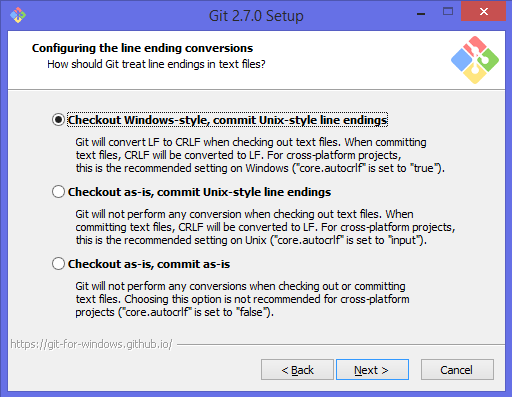 Git 2.7.0 Setup
Configuring the line ending conversions
How should Git treat line endings in text files?
Checkout Windows-style, commit Unix-style line endings
Git will convert LF to CRLF when checking out text files. When committing
text files, CRLF will be converted to LF. For cross-platform projects,
this is the recommended setting on Windows ("core.autocrlf" is set to "true").
Checkout as-is, commit Unix-style line endings
Git will not perform any conversion when checking out text files. When
committing text files, CRLF will be converted to LF. For cross-platform projects,
this is the recommended setting on Unix ("core.autocrlf" is set to "input").
Checkout as-is, commit as-is
Git will not perform any conversions when checking out or committing
text files. Choosing this option is not recommended for cross-platform
projects ("core.autocrlf" is set to "false").
https://git-for-windows.github.io/
< Back
Next >
Cancel